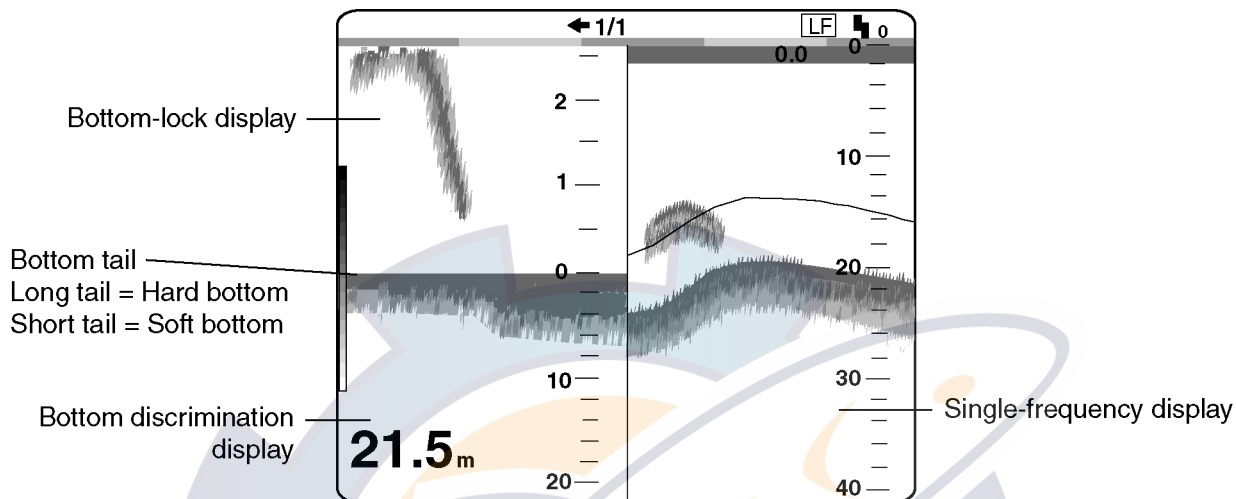 1/1
LF
0
0.0
0
10
20
30
40
2
1
0
10
20
21.5m
Bottom-lock display
Bottom tail
Long tail = Hard bottom
Short tail = Soft bottom
Bottom discrimination
display
Single-frequency display